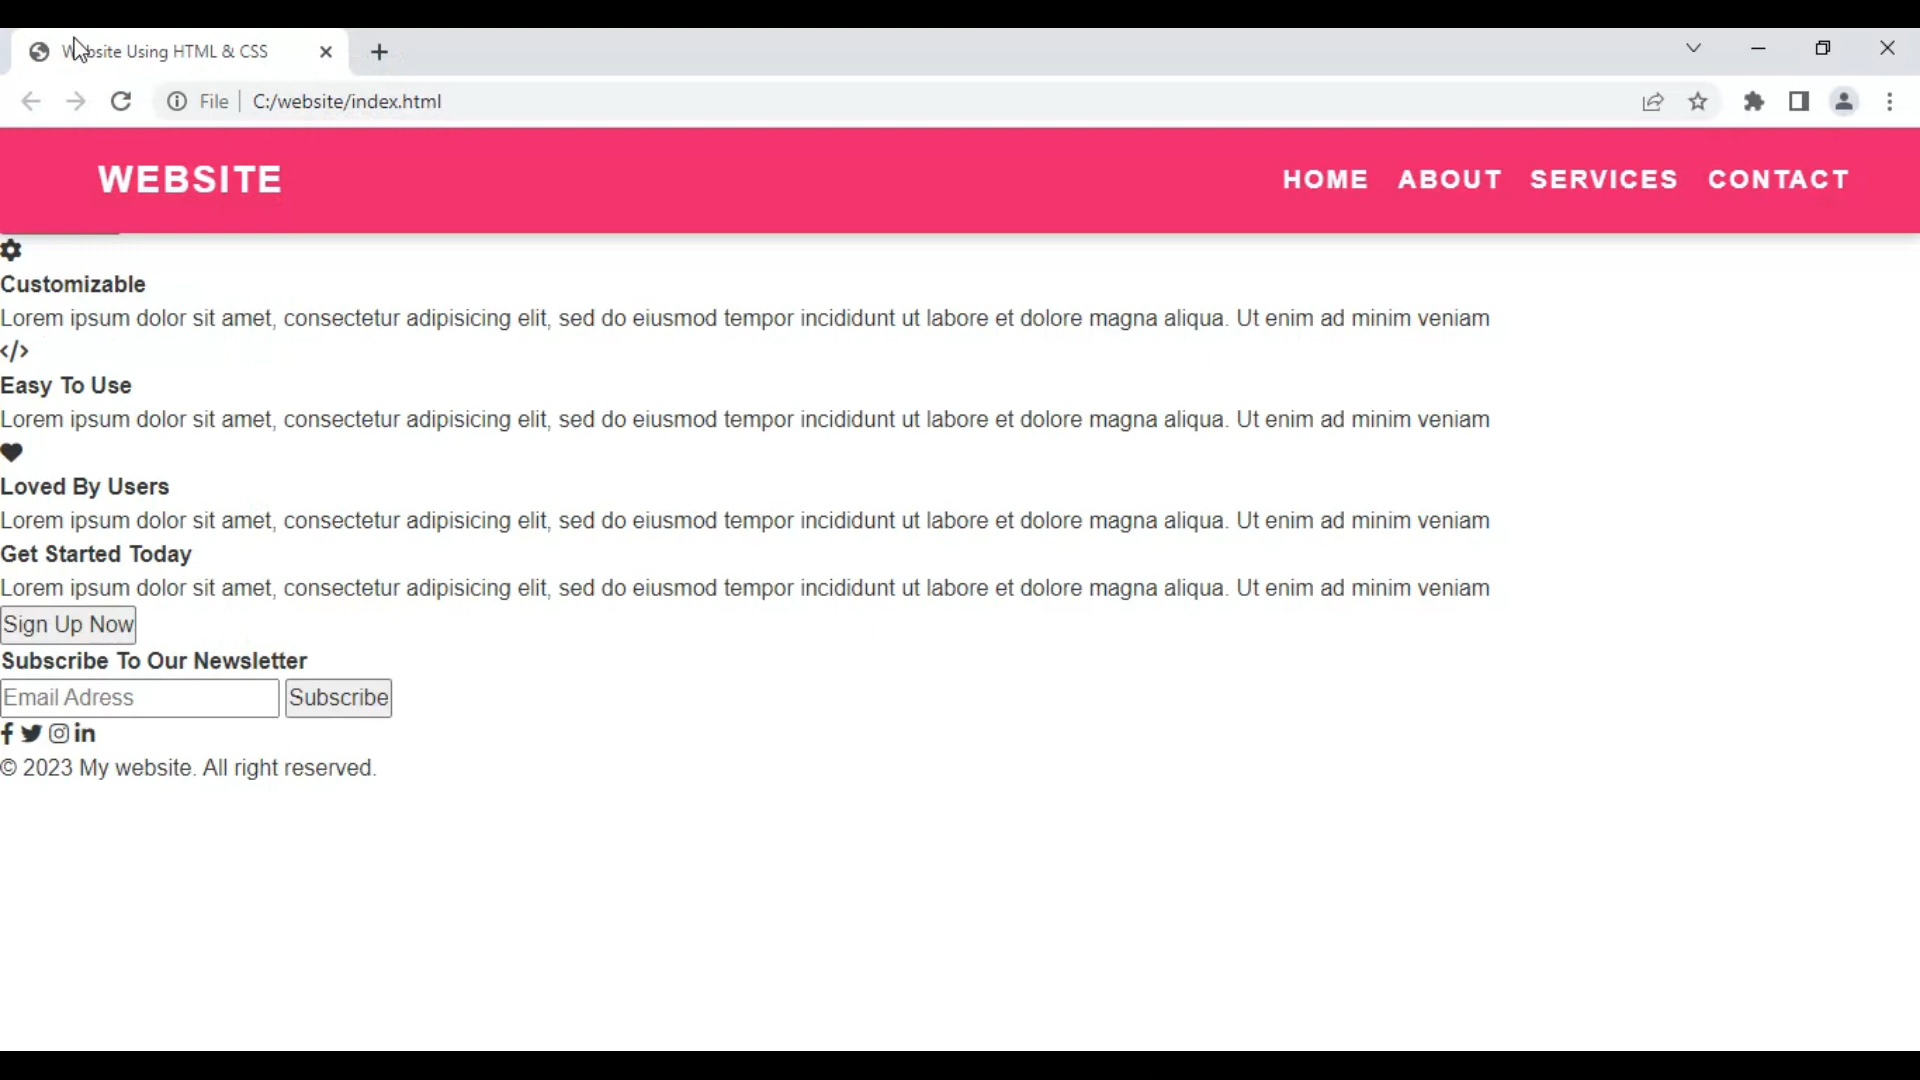 Website Using HTML & CSS
File C:/website/index.html
WEBSITE HOME ABOUT SERVICES CONTACT
Customizable
Lorem ipsum dolor sit amet, consectetur adipisicing elit, sed do eiusmod tempor incididunt ut labore et dolore magna aliqua. Ut enim ad minim veniam
Easy To Use
Lorem ipsum dolor sit amet, consectetur adipisicing elit, sed do eiusmod tempor incididunt ut labore et dolore magna aliqua. Ut enim ad minim veniam
Loved By Users
Lorem ipsum dolor sit amet, consectetur adipisicing elit, sed do eiusmod tempor incididunt ut labore et dolore magna aliqua. Ut enim ad minim veniam
Get Started Today
Lorem ipsum dolor sit amet, consectetur adipisicing elit, sed do eiusmod tempor incididunt ut labore et dolore magna aliqua. Ut enim ad minim veniam
Sign Up Now
Subscribe To Our Newsletter
Email Adress Subscribe
© 2023 My website. All right reserved.